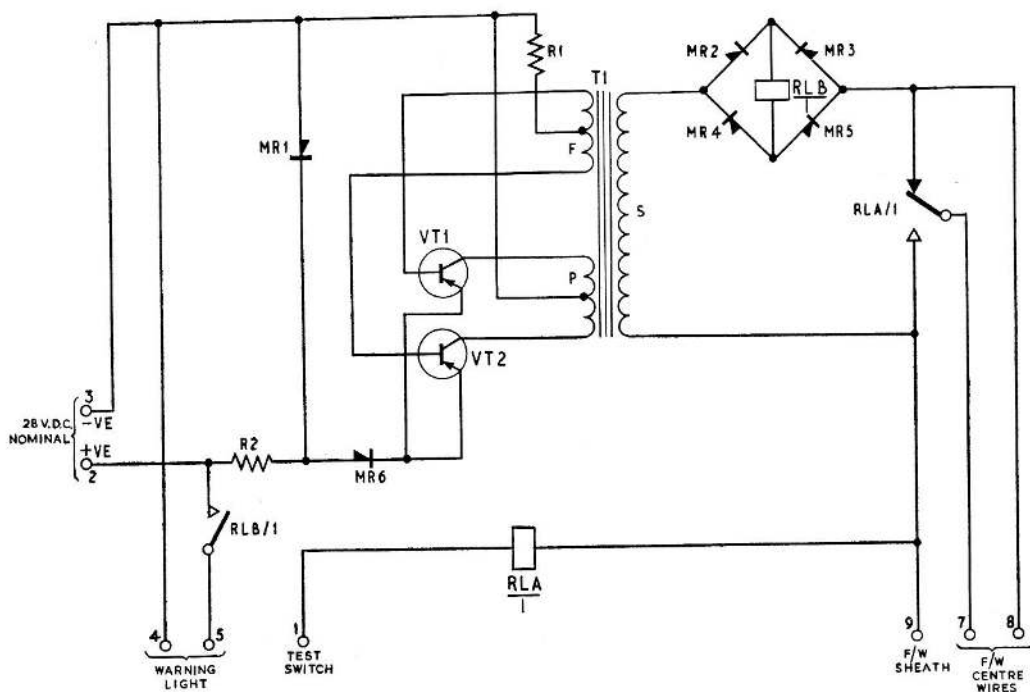 R1
T1
MR2
MR3
RLB
1
MR4
MR5
MR1
F
S
RLA/1
VT1
P
VT2
3
28 V.D.C.
NOMINAL
-VE
+VE
2
R2
MR6
RLB/1
RLA
1
4
5
WARNING
LIGHT
1
TEST
SWITCH
9
F/W
SHEATH
7
8
F/W
CENTRE
WIRES